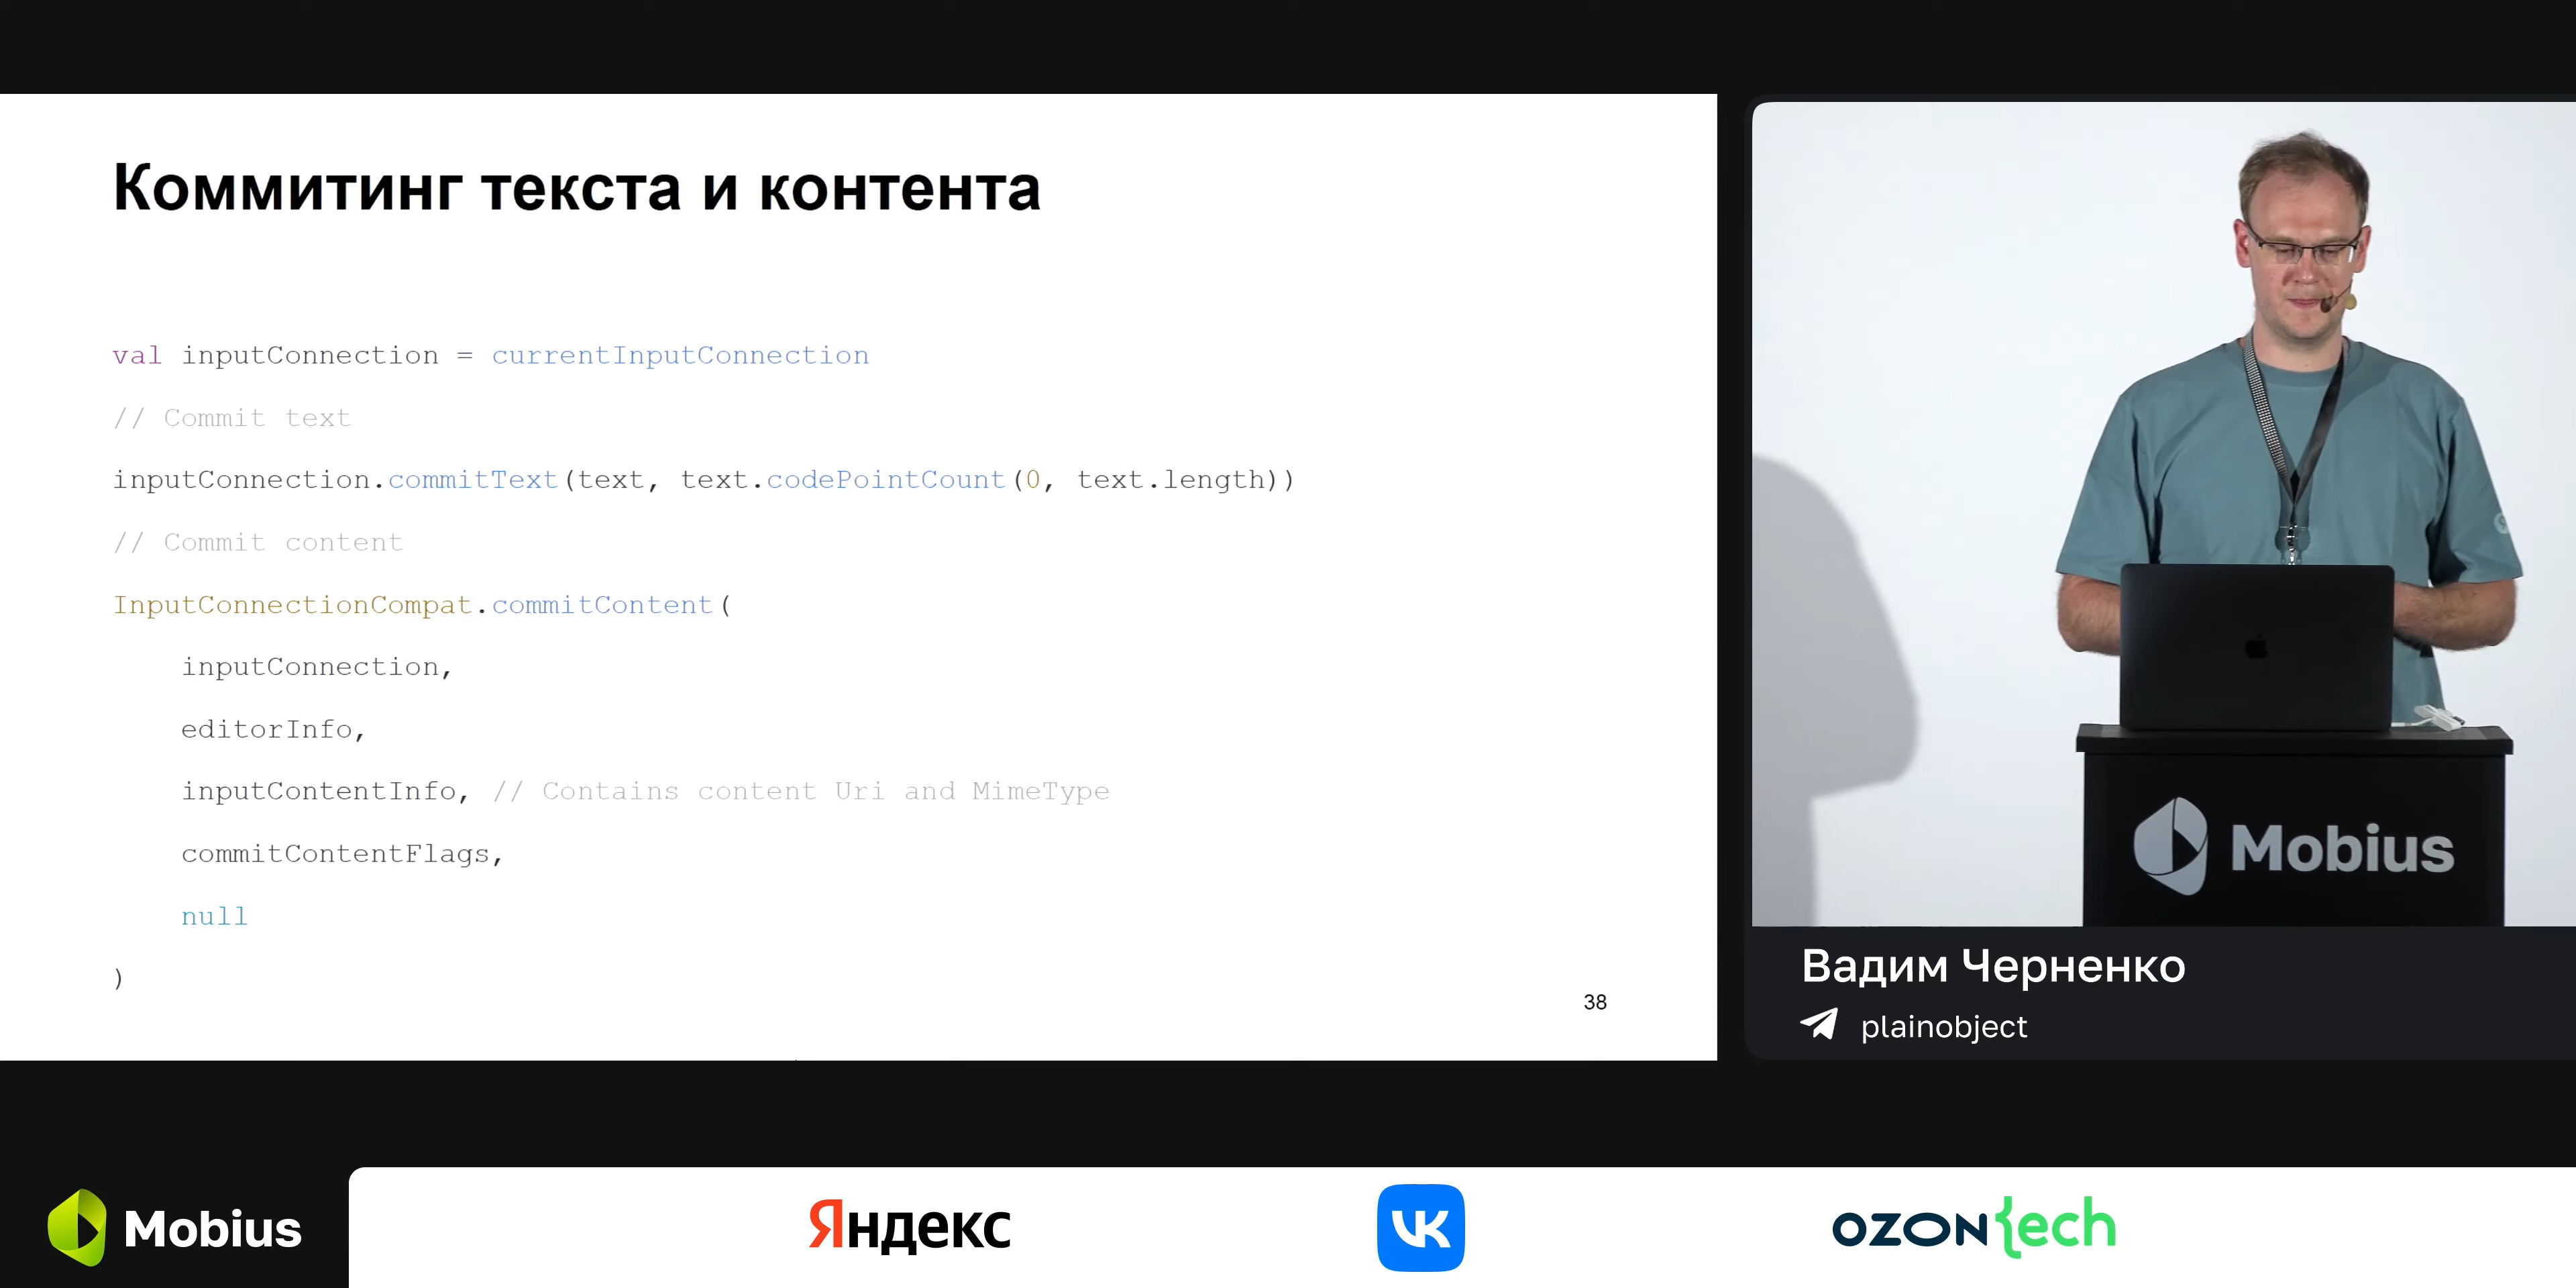 Коммитинг текста и контента
val inputConnection = currentInputConnection
// Commit text
inputConnection.commitText(text, text.codePointCount(0, text.length))
// Commit content
InputConnectionCompat.commitContent(
    inputConnection,
    editorInfo,
    inputContentInfo, // Contains content Uri and MimeType
    commitContentFlags,
    null
)
38
Mobius
Вадим Черненко
plainobject
Mobius
Яндекс
VK
ozon{ech